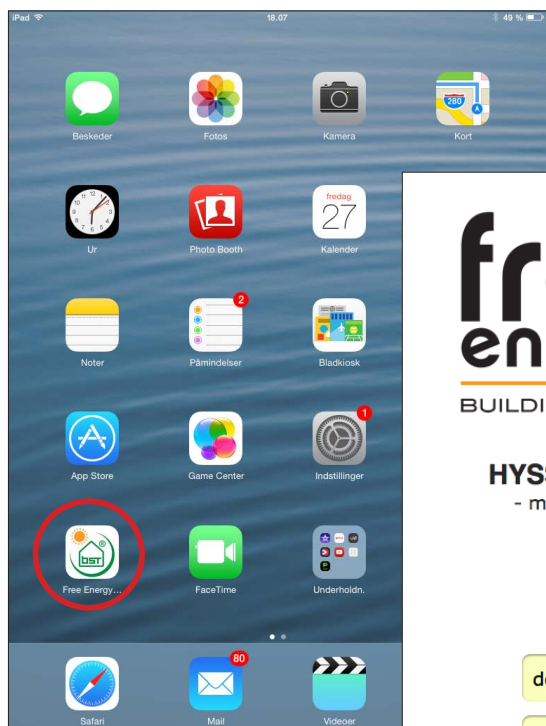 iPad 18.07 49 %
280
Beskeder Fotos Kamera Kort
fredag
27
Ur Photo Booth Kalender
2
Noter Påmindelser Bladkiosk
1
App Store Game Center Indstillinger
BST ®
Free Energy... FaceTime Underholdn.
80
Safari Mail Videoer
fr
en
BUILDI
HYS
- m
d